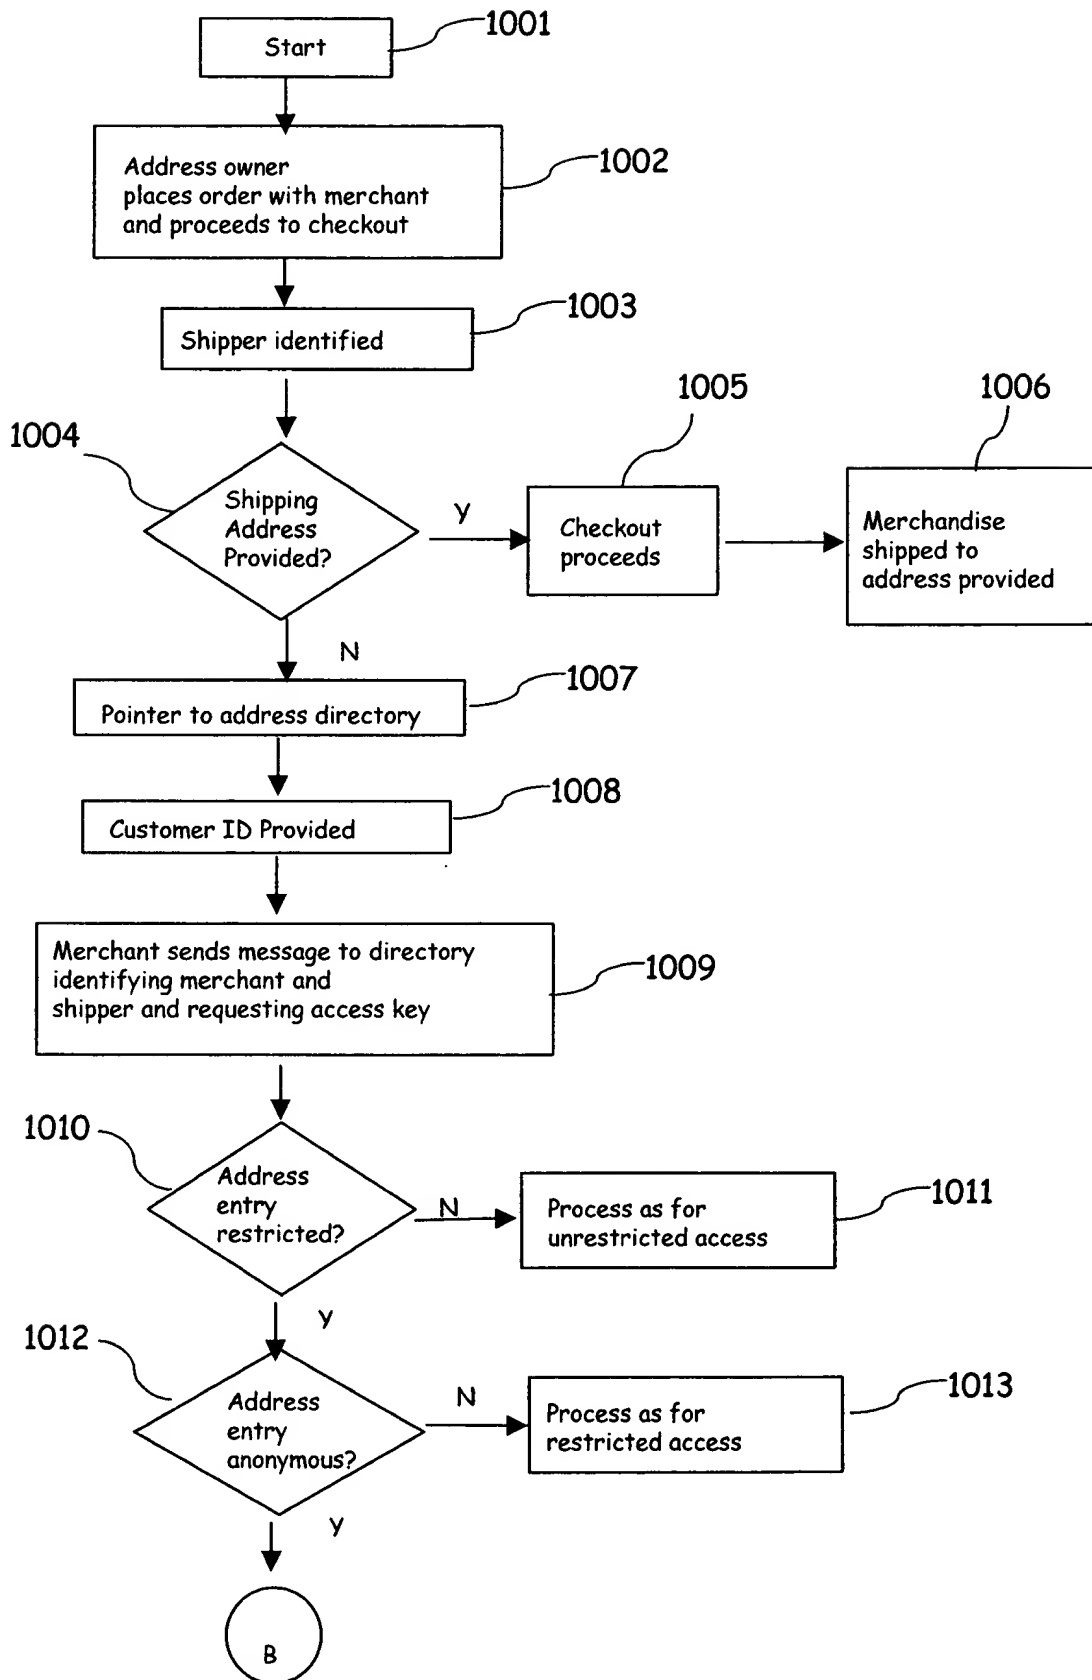 1001
Start
1002
Address owner
places order with merchant
and proceeds to checkout
1003
Shipper identified
1004
Shipping
Address
Provided?
Y
1005
Checkout
proceeds
1006
Merchandise
shipped to
address provided
N
1007
Pointer to address directory
1008
Customer ID Provided
1009
Merchant sends message to directory
identifying merchant and
shipper and requesting access key
1010
Address
entry
restricted?
N
1011
Process as for
unrestricted access
Y
1012
Address
entry
anonymous?
N
1013
Process as for
restricted access
Y
B